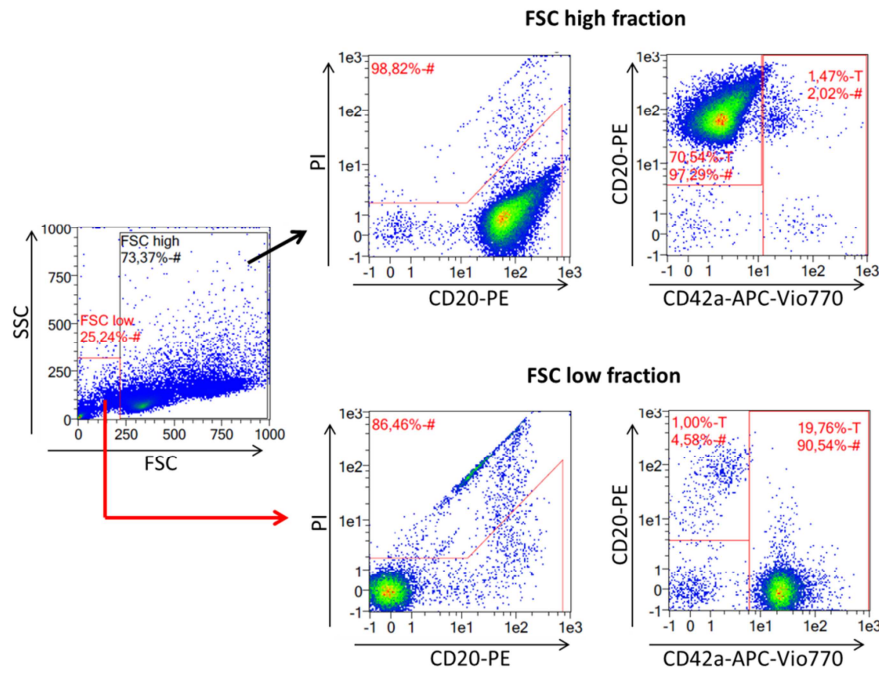 FSC high fraction
98,82%-#
PI
1e3
1e2
1e1
1
0
-1
-1 0 1 1e1 1e2 1e3
CD20-PE
1,47%-T
2,02%-#
70,54%-T
97,29%-#
CD20-PE
1e3
1e2
1e1
1
0
-1
-1 0 1 1e1 1e2 1e3
CD42a-APC-Vio770
FSC high
73,37%-#
FSC low
25,24%-#
SSC
1000
750
500
250
0
0 250 500 750 1000
FSC
FSC low fraction
86,46%-#
PI
1e3
1e2
1e1
1
0
-1
-1 0 1 1e1 1e2 1e3
CD20-PE
1,00%-T
4,58%-#
19,76%-T
90,54%-#
CD20-PE
1e3
1e2
1e1
1
0
-1
-1 0 1 1e1 1e2 1e3
CD42a-APC-Vio770